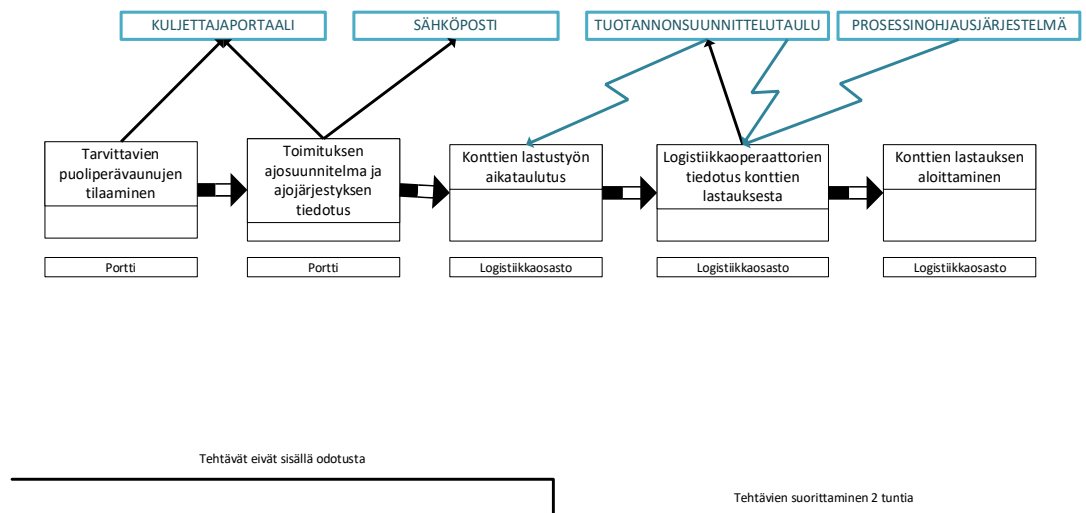 KULJETTAJAPORTAALI
SÄHKÖPOSTI
TUOTANNONSUUNNITTELUTAULU
PROSESSINOHJAUSJÄRJESTELMÄ
Tarvittavien
puoliperävaunujen
tilaaminen
Toimituksen
ajosuunnitelma ja
ajojärjestyksen
tiedotus
Konttien lastustyön
aikataulutus
Logistiikkaoperaattorien
tiedotus konttien
lastauksesta
Konttien lastauksen
aloittaminen
Portti
Portti
Logistiikkaosasto
Logistiikkaosasto
Logistiikkaosasto
Tehtävät eivät sisällä odotusta
Tehtävien suorittaminen 2 tuntia